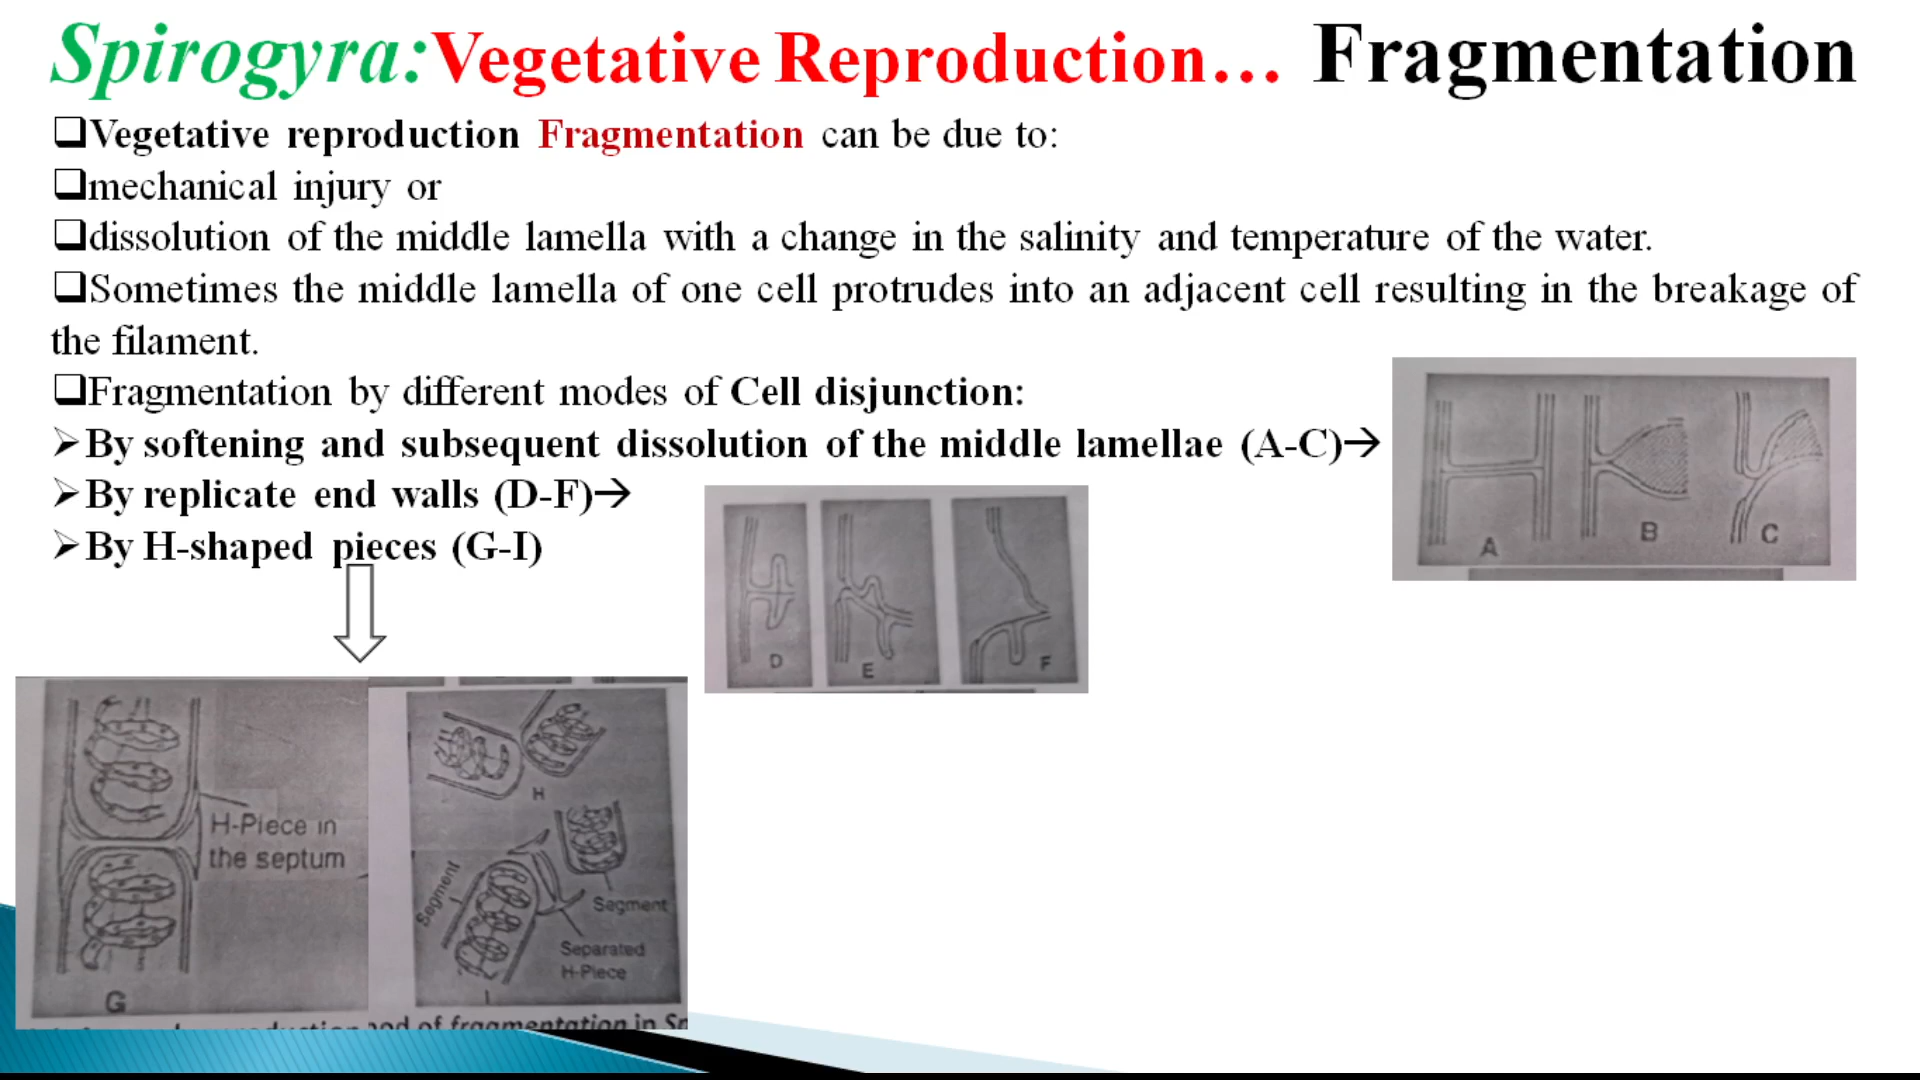 Spirogyra: Vegetative Reproduction… Fragmentation
❑Vegetative reproduction Fragmentation can be due to:
❑mechanical injury or
❑dissolution of the middle lamella with a change in the salinity and temperature of the water.
❑Sometimes the middle lamella of one cell protrudes into an adjacent cell resulting in the breakage of
the filament.
❑Fragmentation by different modes of Cell disjunction:
➢By softening and subsequent dissolution of the middle lamellae (A-C)→
➢By replicate end walls (D-F)→
➢By H-shaped pieces (G-I)
A B C
D E F
H-Piece in
the septum
G
H
Segment
Segment
Separated
H-Piece
I
of fragmentation in